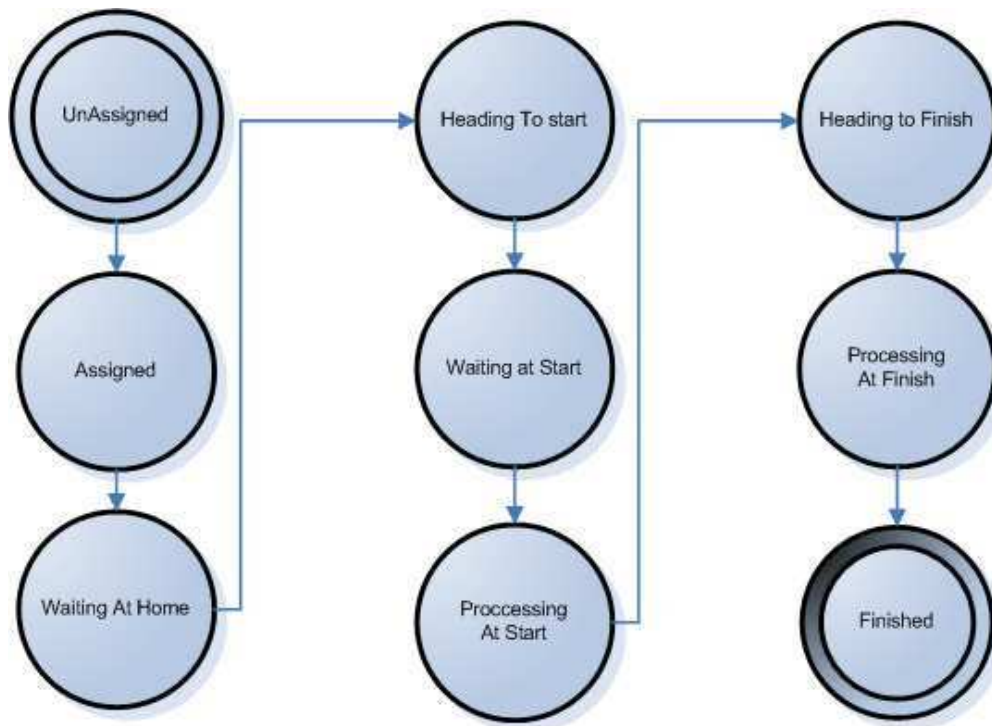 UnAssigned
Assigned
Waiting At Home
Heading To start
Waiting at Start
Proccessing
At Start
Heading to Finish
Processing
At Finish
Finished